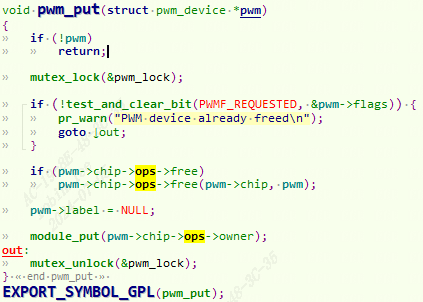 void pwm_put(struct pwm_device *pwm)
{
» if (!pwm)
» » return;
» mutex_lock(&pwm_lock);
» if (!test_and_clear_bit(PWMF_REQUESTED, &pwm->flags)) {
» » pr_warn("PWM device already freed\n");
» » goto ↓out;
» }
» if (pwm->chip->ops->free)
» » pwm->chip->ops->free(pwm->chip, pwm);
» pwm->label = NULL;
» module_put(pwm->chip->ops->owner);
out:
» mutex_unlock(&pwm_lock);
} « end pwm_put »
EXPORT_SYMBOL_GPL(pwm_put);